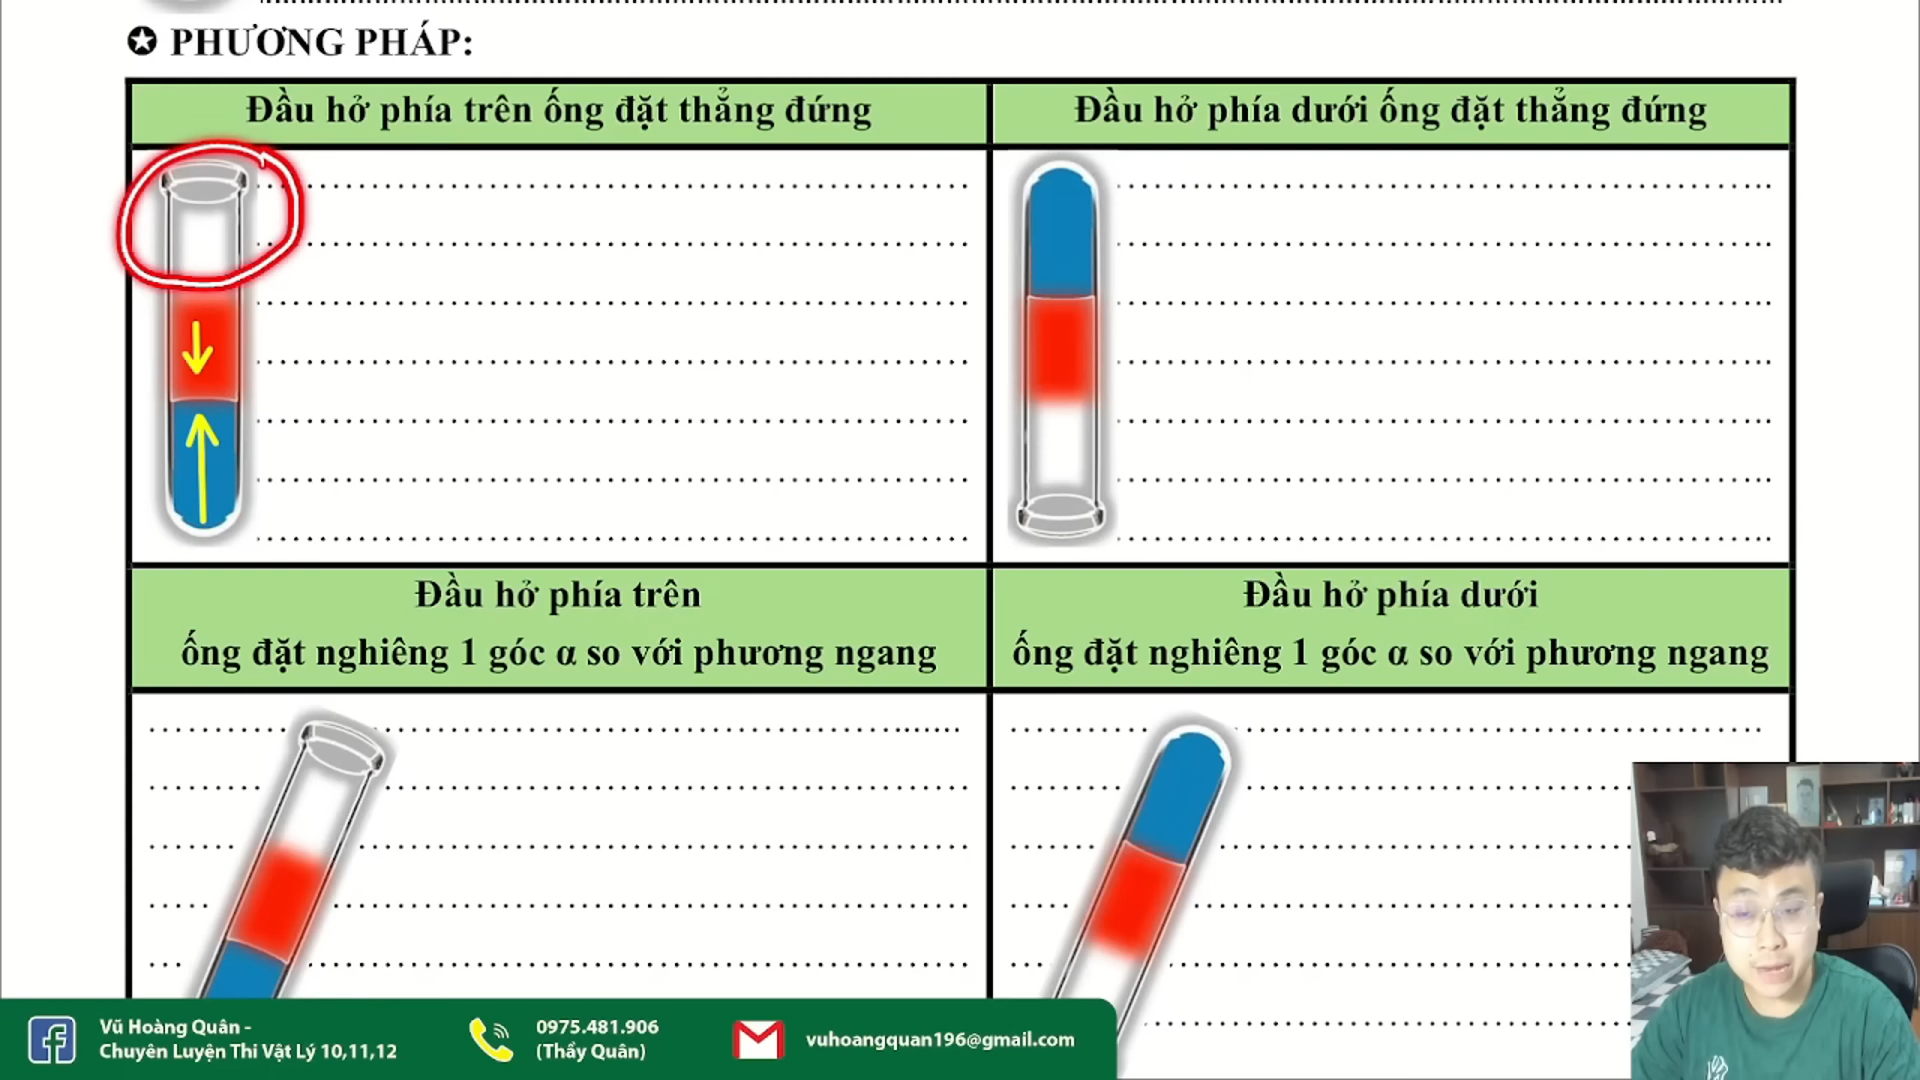 PHƯƠNG PHÁP:
Đầu hở phía trên ống đặt thẳng đứng
Đầu hở phía dưới ống đặt thẳng đứng
Đầu hở phía trên
ống đặt nghiêng 1 góc α so với phương ngang
Đầu hở phía dưới
ống đặt nghiêng 1 góc α so với phương ngang
Vũ Hoàng Quân -
Chuyên Luyện Thi Vật Lý 10,11,12
0975.481.906
(Thầy Quân)
vuhoangquan196@gmail.com